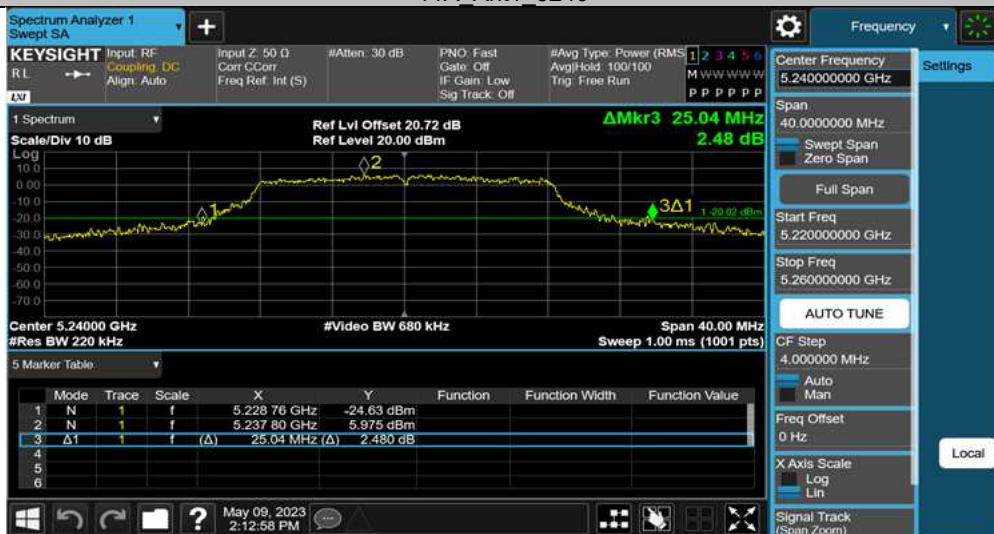 Spectrum Analyzer 1
Swept SA
+
Frequency
KEYSIGHT
RL
LXI
Input: RF
Coupling: DC
Align: Auto
Input Z: 50 Ω
Corr CCorr
Freq Ref: Int (S)
#Atten: 30 dB
PNO: Fast
Gate: Off
IF Gain: Low
Sig Track: Off
#Avg Type: Power (RMS
Avg|Hold: 100/100
Trig: Free Run
1 2 3 4 5 6
M W W W W W
P P P P P P
1 Spectrum
Scale/Div 10 dB
Log
Ref Lvl Offset 20.72 dB
Ref Level 20.00 dBm
ΔMkr3 25.04 MHz
2.48 dB
10.0
0.00
-10.0
-20.0
-30.0
-40.0
-50.0
-60.0
-70.0
1
2
3Δ1
1 -20.02 dBm
Center 5.24000 GHz
#Res BW 220 kHz
#Video BW 680 kHz
Span 40.00 MHz
Sweep 1.00 ms (1001 pts)
5 Marker Table
Mode Trace Scale X Y Function Function Width Function Value
1 N 1 f 5.228 76 GHz -24.63 dBm
2 N 1 f 5.237 80 GHz 5.975 dBm
3 Δ1 1 f (Δ) 25.04 MHz (Δ) 2.480 dB
4
5
6
?
May 09, 2023
2:12:58 PM
Center Frequency
5.240000000 GHz
Span
40.0000000 MHz
Swept Span
Zero Span
Full Span
Start Freq
5.220000000 GHz
Stop Freq
5.260000000 GHz
AUTO TUNE
CF Step
4.000000 MHz
Auto
Man
Freq Offset
0 Hz
X Axis Scale
Log
Lin
Signal Track
(Span Zoom)
Settings
Local